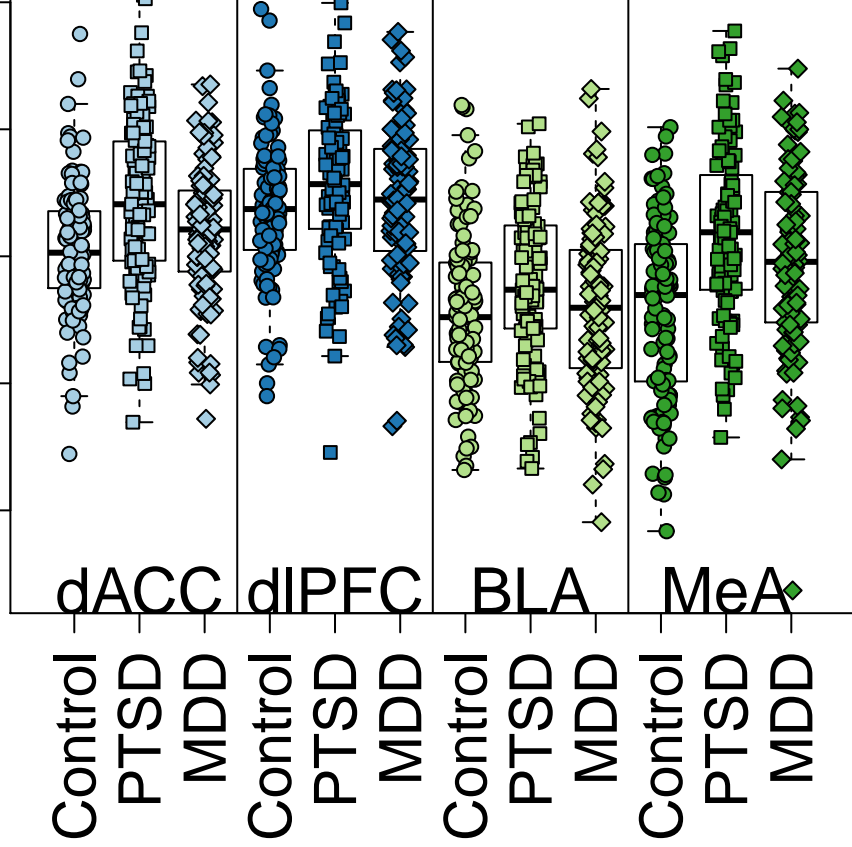 dACC dlPFC BLA MeA
Control PTSD MDD Control PTSD MDD Control PTSD MDD Control PTSD MDD